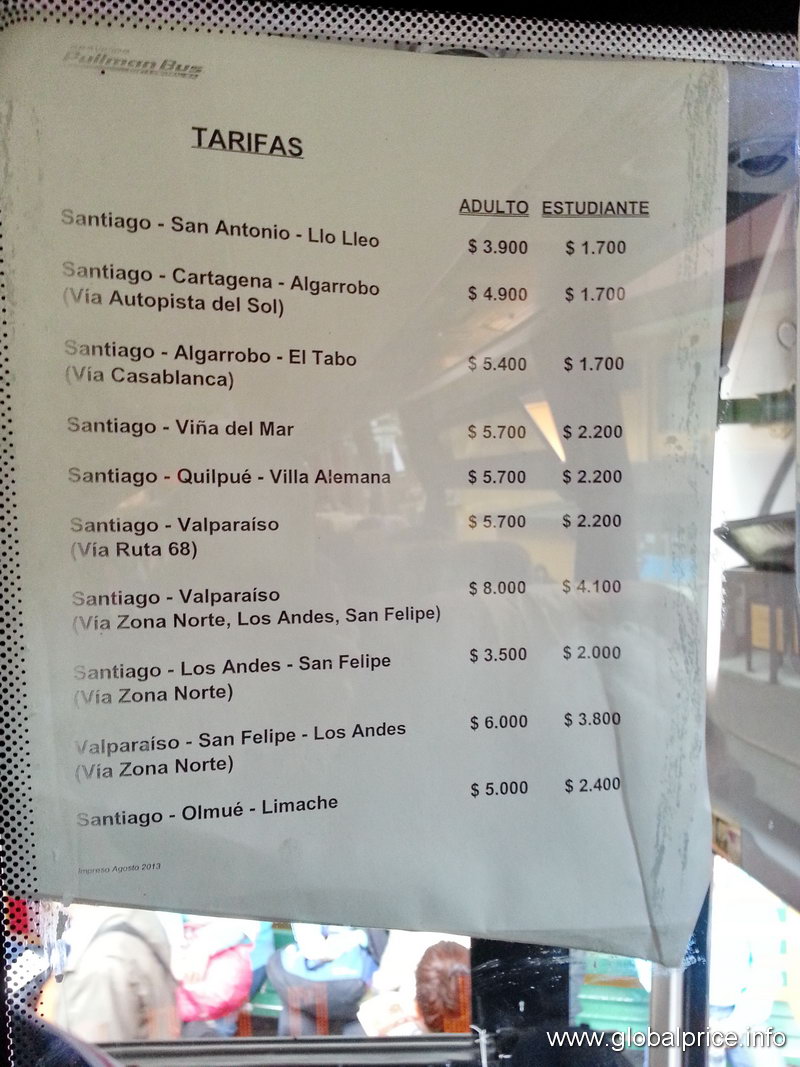 Pullman Bus
TARIFAS
ADULTO ESTUDIANTE
Santiago - San Antonio - Llo Lleo $ 3.900 $ 1.700
Santiago - Cartagena - Algarrobo $ 4.900 $ 1.700
(Vía Autopista del Sol)
Santiago - Algarrobo - El Tabo $ 5.400 $ 1.700
(Vía Casablanca)
Santiago - Viña del Mar $ 5.700 $ 2.200
Santiago - Quilpué - Villa Alemana $ 5.700 $ 2.200
Santiago - Valparaíso $ 5.700 $ 2.200
(Vía Ruta 68)
Santiago - Valparaíso $ 8.000 $ 4.100
(Vía Zona Norte, Los Andes, San Felipe)
Santiago - Los Andes - San Felipe $ 3.500 $ 2.000
(Vía Zona Norte)
Valparaíso - San Felipe - Los Andes $ 6.000 $ 3.800
(Vía Zona Norte)
Santiago - Olmué - Limache $ 5.000 $ 2.400
Impreso Agosto 2013
www.globalprice.info